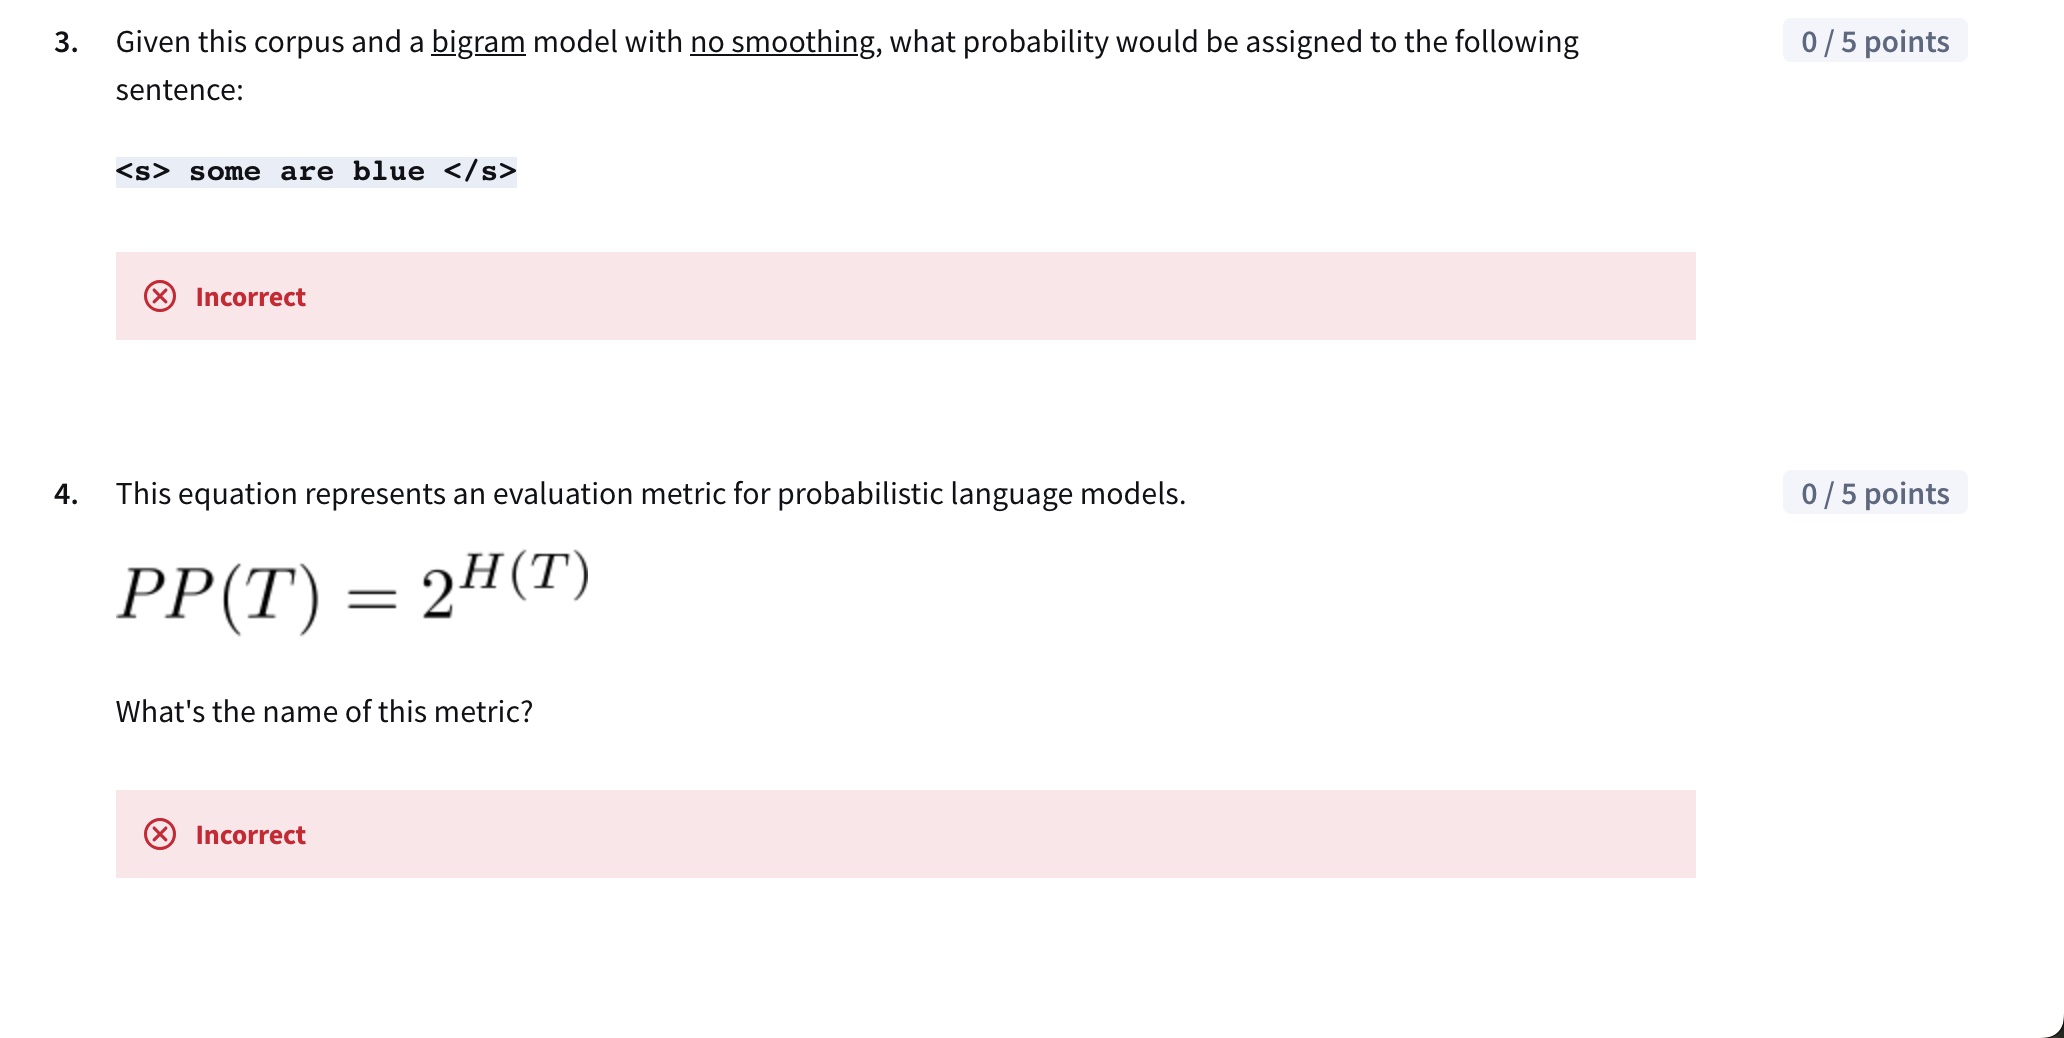 3. Given this corpus and a bigram model with no smoothing, what probability would be assigned to the following 0 / 5 points
sentence:
<s> some are blue </s>
Incorrect
4. This equation represents an evaluation metric for probabilistic language models. 0 / 5 points
PP(T) = 2^{H(T)}
What's the name of this metric?
Incorrect